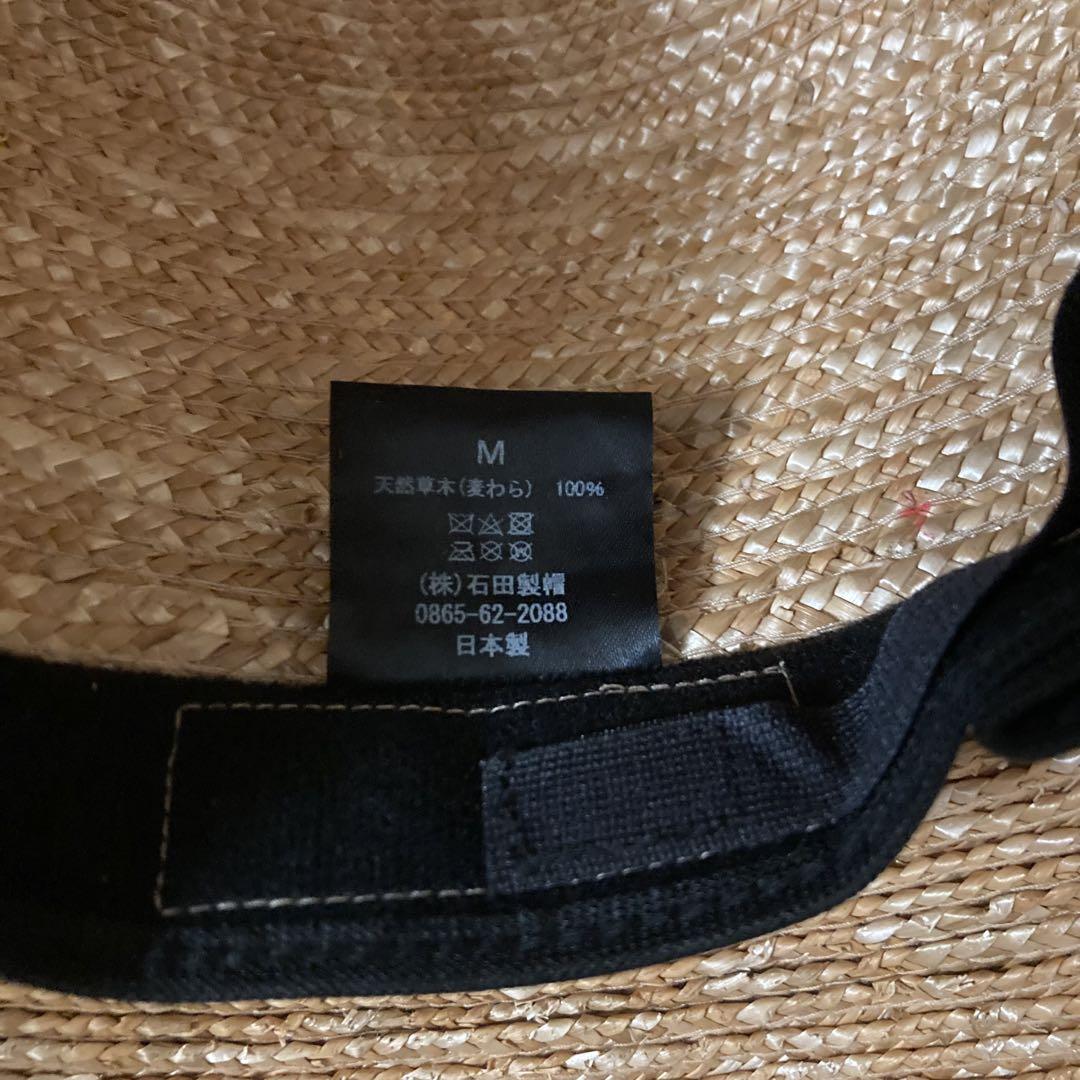 M
天然草木(麦わら) 100%
(株)石田製帽
0865-62-2088
日本製